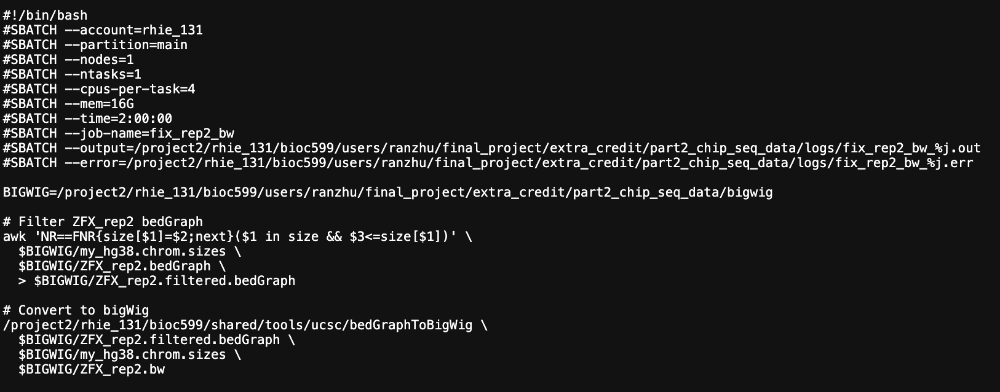 #!/bin/bash
#SBATCH --account=rhie_131
#SBATCH --partition=main
#SBATCH --nodes=1
#SBATCH --ntasks=1
#SBATCH --cpus-per-task=4
#SBATCH --mem=16G
#SBATCH --time=2:00:00
#SBATCH --job-name=fix_rep2_bw
#SBATCH --output=/project2/rhie_131/bioc599/users/ranzhu/final_project/extra_credit/part2_chip_seq_data/logs/fix_rep2_bw_%j.out
#SBATCH --error=/project2/rhie_131/bioc599/users/ranzhu/final_project/extra_credit/part2_chip_seq_data/logs/fix_rep2_bw_%j.err

BIGWIG=/project2/rhie_131/bioc599/users/ranzhu/final_project/extra_credit/part2_chip_seq_data/bigwig

# Filter ZFX_rep2 bedGraph
awk 'NR==FNR{size[$1]=$2;next}($1 in size && $3<=size[$1])' \
  $BIGWIG/my_hg38.chrom.sizes \
  $BIGWIG/ZFX_rep2.bedGraph \
  > $BIGWIG/ZFX_rep2.filtered.bedGraph

# Convert to bigWig
/project2/rhie_131/bioc599/shared/tools/ucsc/bedGraphToBigWig \
  $BIGWIG/ZFX_rep2.filtered.bedGraph \
  $BIGWIG/my_hg38.chrom.sizes \
  $BIGWIG/ZFX_rep2.bw